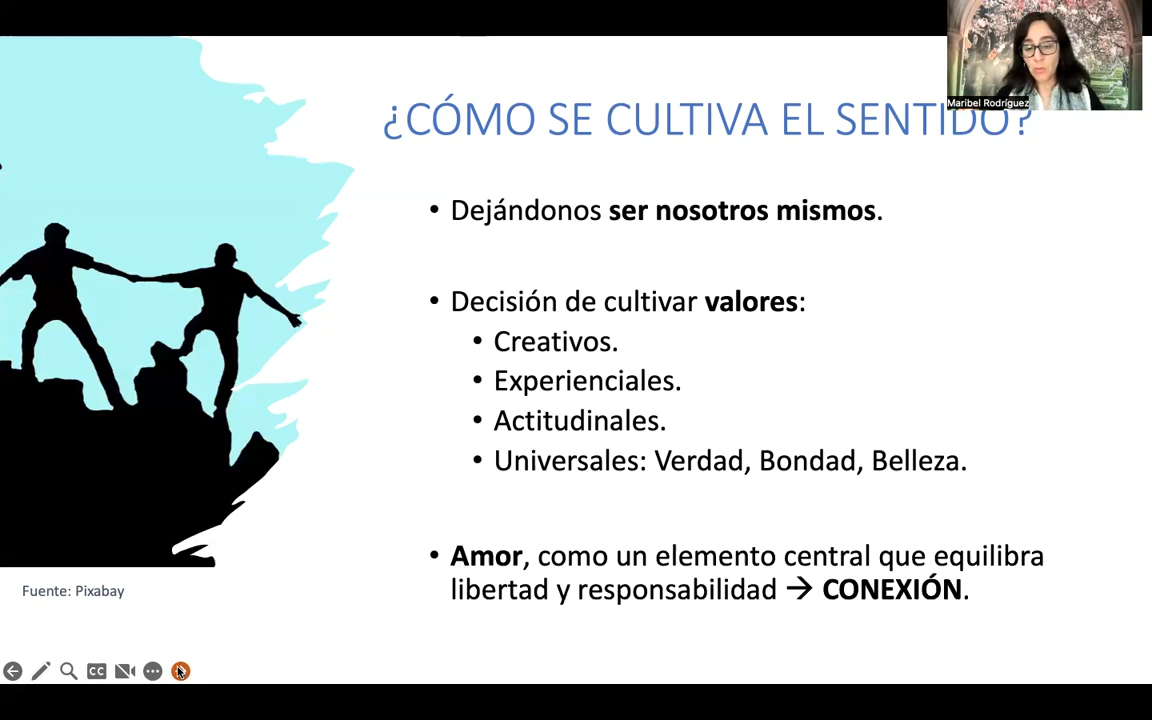 Maribel Rodríguez
¿CÓMO SE CULTIVA EL SENTIDO?
• Dejándonos ser nosotros mismos.
• Decisión de cultivar valores:
• Creativos.
• Experienciales.
• Actitudinales.
• Universales: Verdad, Bondad, Belleza.
• Amor, como un elemento central que equilibra
libertad y responsabilidad → CONEXIÓN.
Fuente: Pixabay
CC